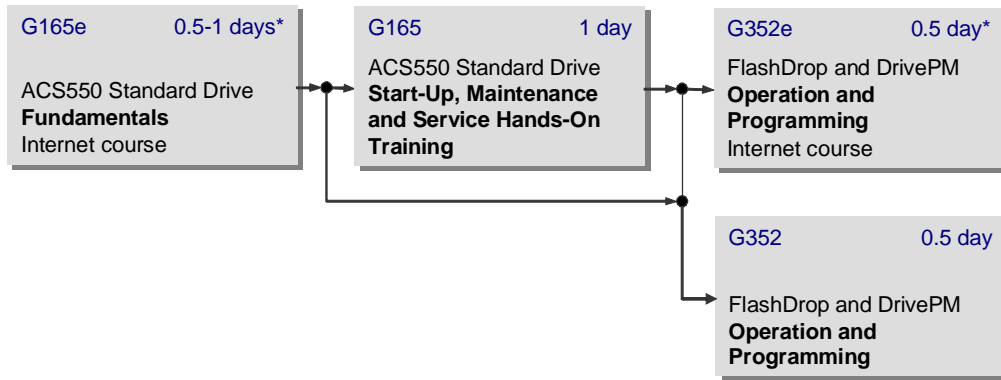 G165e 0.5-1 days*
ACS550 Standard Drive
Fundamentals
Internet course
G165 1 day
ACS550 Standard Drive
Start-Up, Maintenance
and Service Hands-On
Training
G352e 0.5 day*
FlashDrop and DrivePM
Operation and
Programming
Internet course
G352 0.5 day
FlashDrop and DrivePM
Operation and
Programming